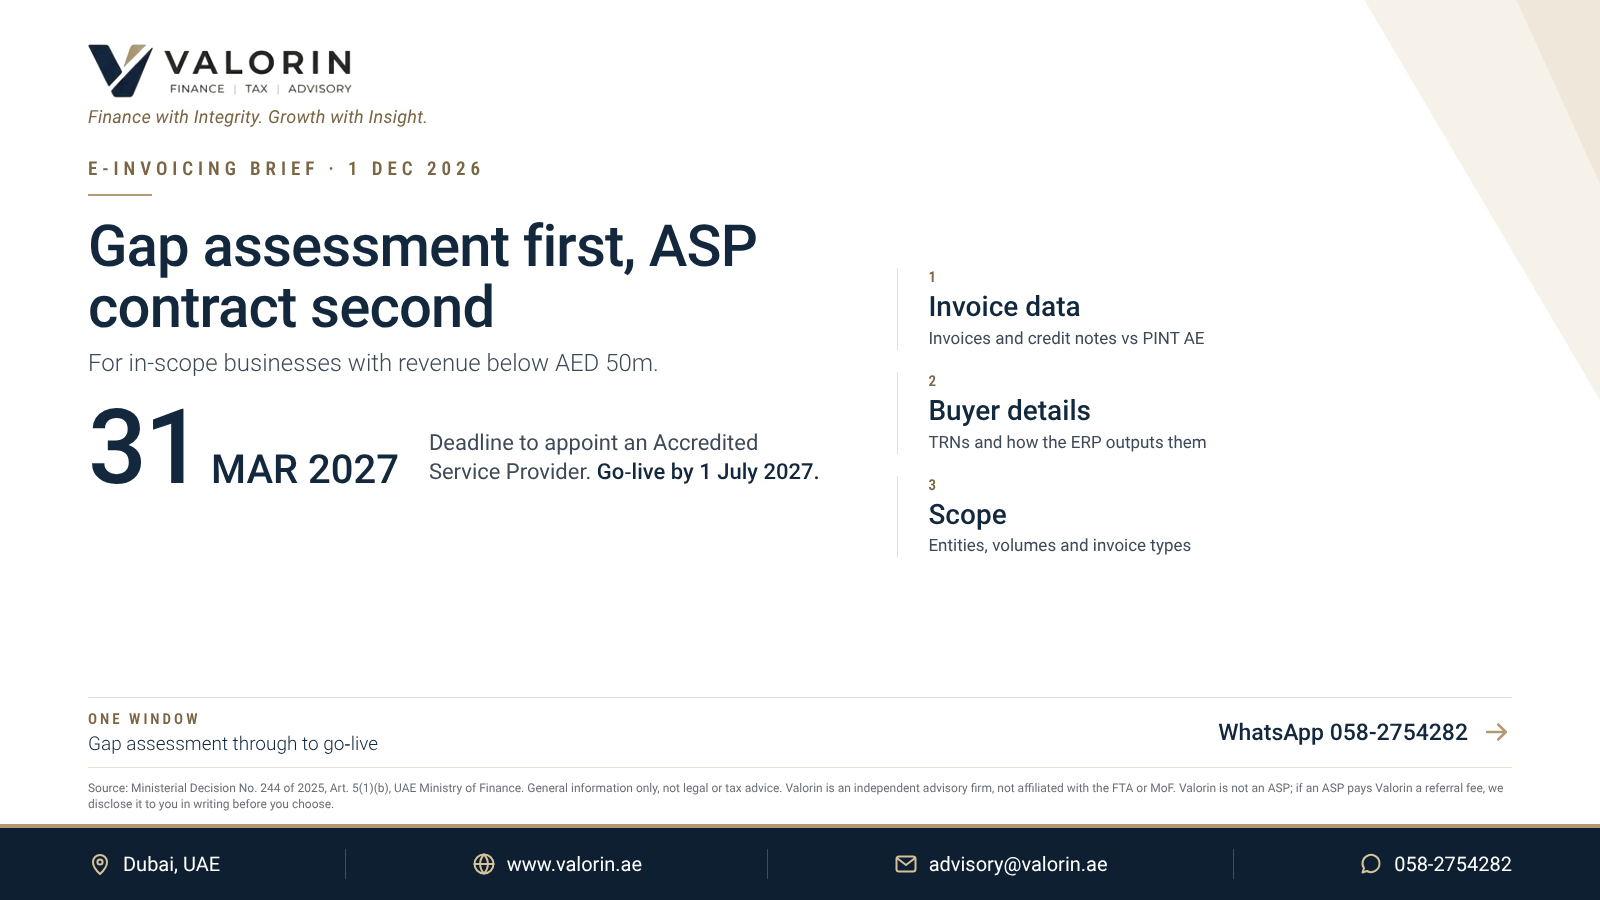 VALORIN
FINANCE | TAX | ADVISORY
Finance with Integrity. Growth with Insight.
E-INVOICING BRIEF · 1 DEC 2026
Gap assessment first, ASP
contract second
For in-scope businesses with revenue below AED 50m.
31 MAR 2027
Deadline to appoint an Accredited
Service Provider. Go-live by 1 July 2027.
1
Invoice data
Invoices and credit notes vs PINT AE
2
Buyer details
TRNs and how the ERP outputs them
3
Scope
Entities, volumes and invoice types
ONE WINDOW
Gap assessment through to go-live
WhatsApp 058-2754282
Source: Ministerial Decision No. 244 of 2025, Art. 5(1)(b), UAE Ministry of Finance. General information only, not legal or tax advice. Valorin is an independent advisory firm, not affiliated with the FTA or MoF. Valorin is not an ASP; if an ASP pays Valorin a referral fee, we
disclose it to you in writing before you choose.
Dubai, UAE
www.valorin.ae
advisory@valorin.ae
058-2754282